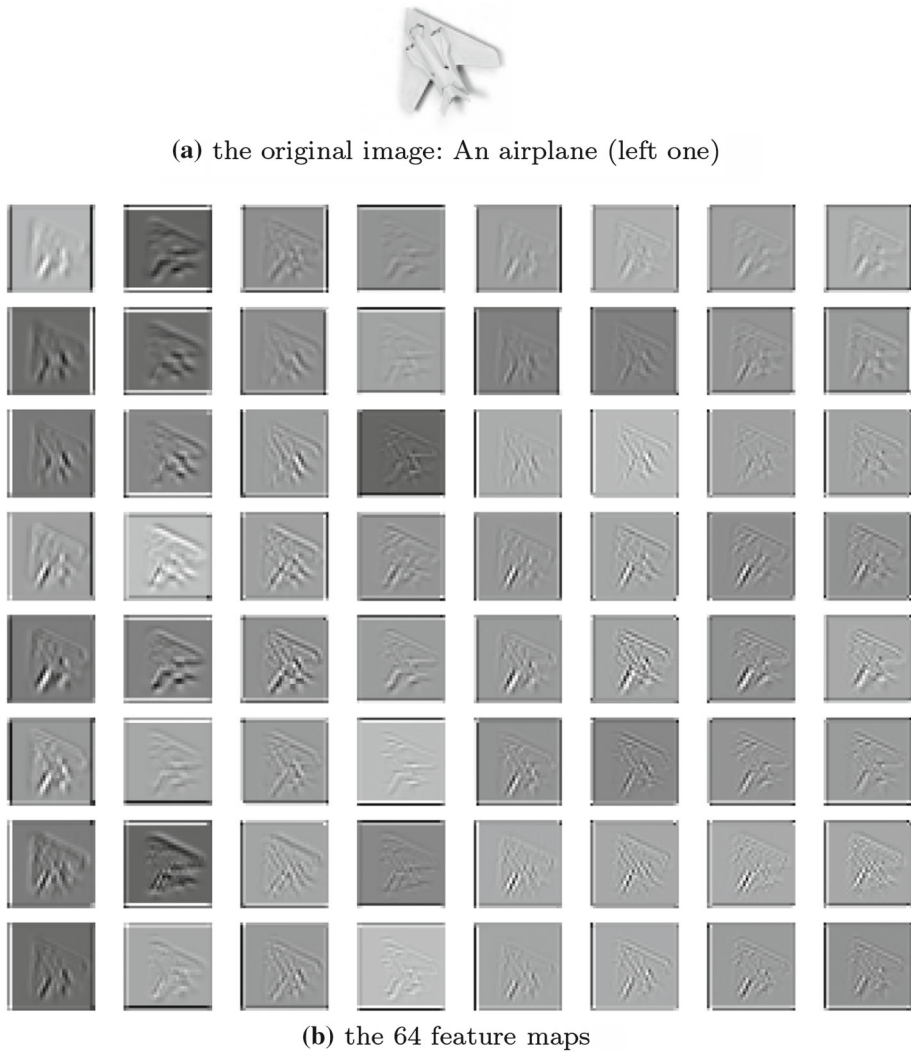 (a) the original image: An airplane (left one)
(b) the 64 feature maps